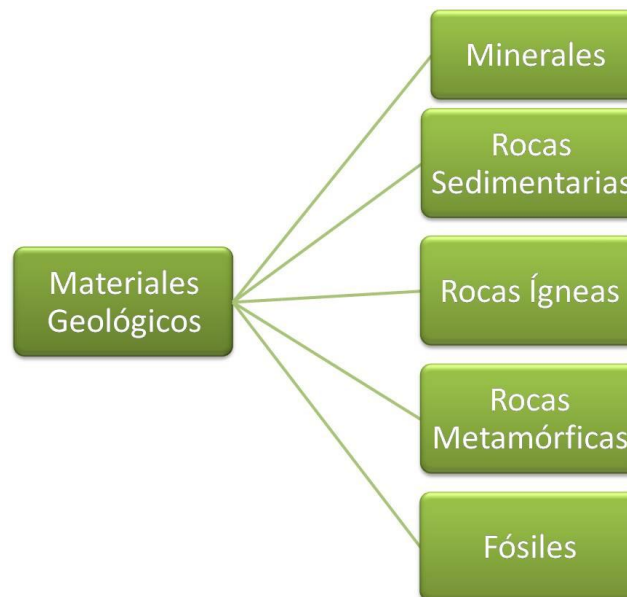 Materiales
Geológicos
Minerales
Rocas
Sedimentarias
Rocas Ígneas
Rocas
Metamórficas
Fósiles